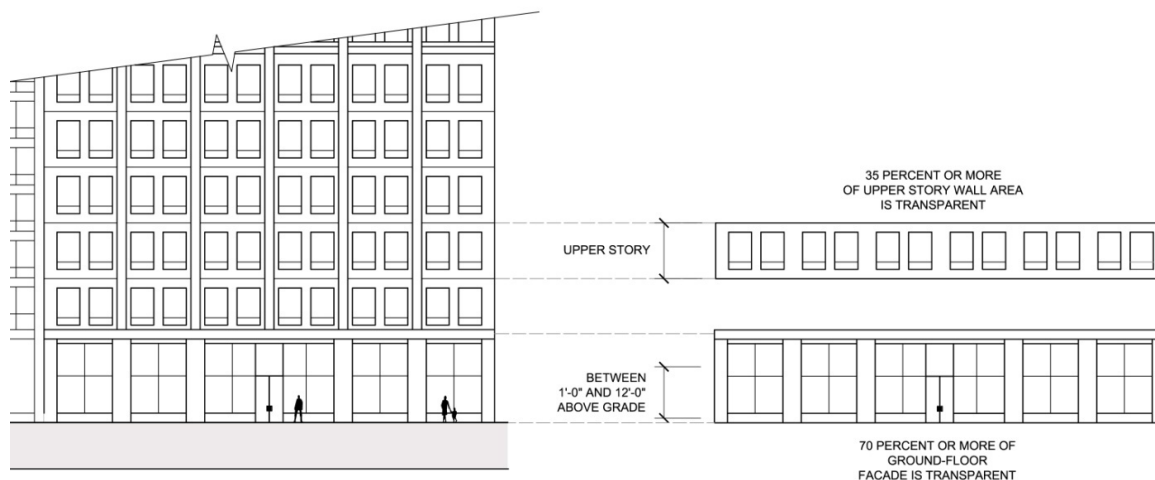 35 PERCENT OR MORE
OF UPPER STORY WALL AREA
IS TRANSPARENT
UPPER STORY
BETWEEN
1'-0" AND 12'-0"
ABOVE GRADE
70 PERCENT OR MORE OF
GROUND-FLOOR
FACADE IS TRANSPARENT